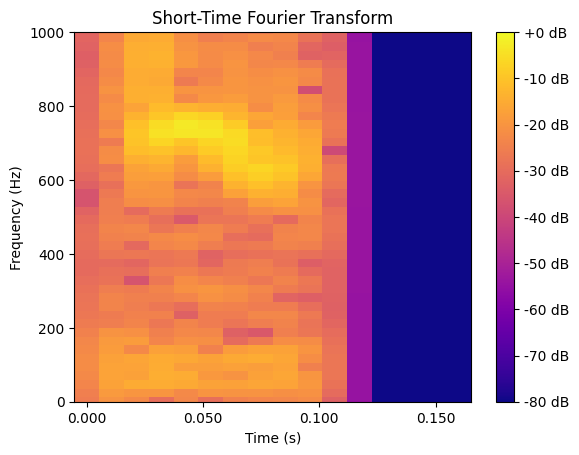 Short-Time Fourier Transform
Frequency (Hz)
1000
800
600
400
200
0
0.000
0.050
0.100
0.150
Time (s)
+0 dB
-10 dB
-20 dB
-30 dB
-40 dB
-50 dB
-60 dB
-70 dB
-80 dB